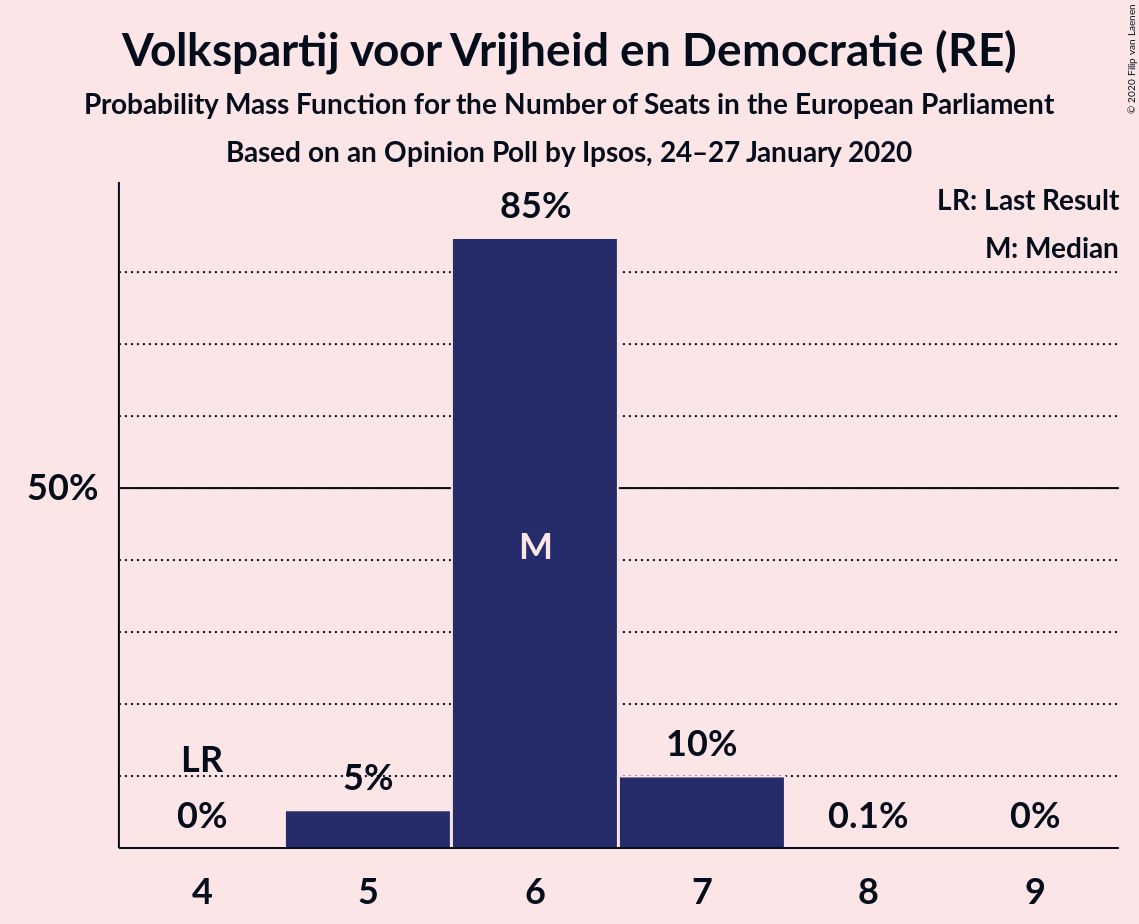 Volkspartij voor Vrijheid en Democratie (RE)
Probability Mass Function for the Number of Seats in the European Parliament
Based on an Opinion Poll by Ipsos, 24–27 January 2020
© 2020 Filip van Laenen
LR: Last Result
M: Median
85%
50%
M
LR
0%
5%
10%
0.1%
0%
4 5 6 7 8 9